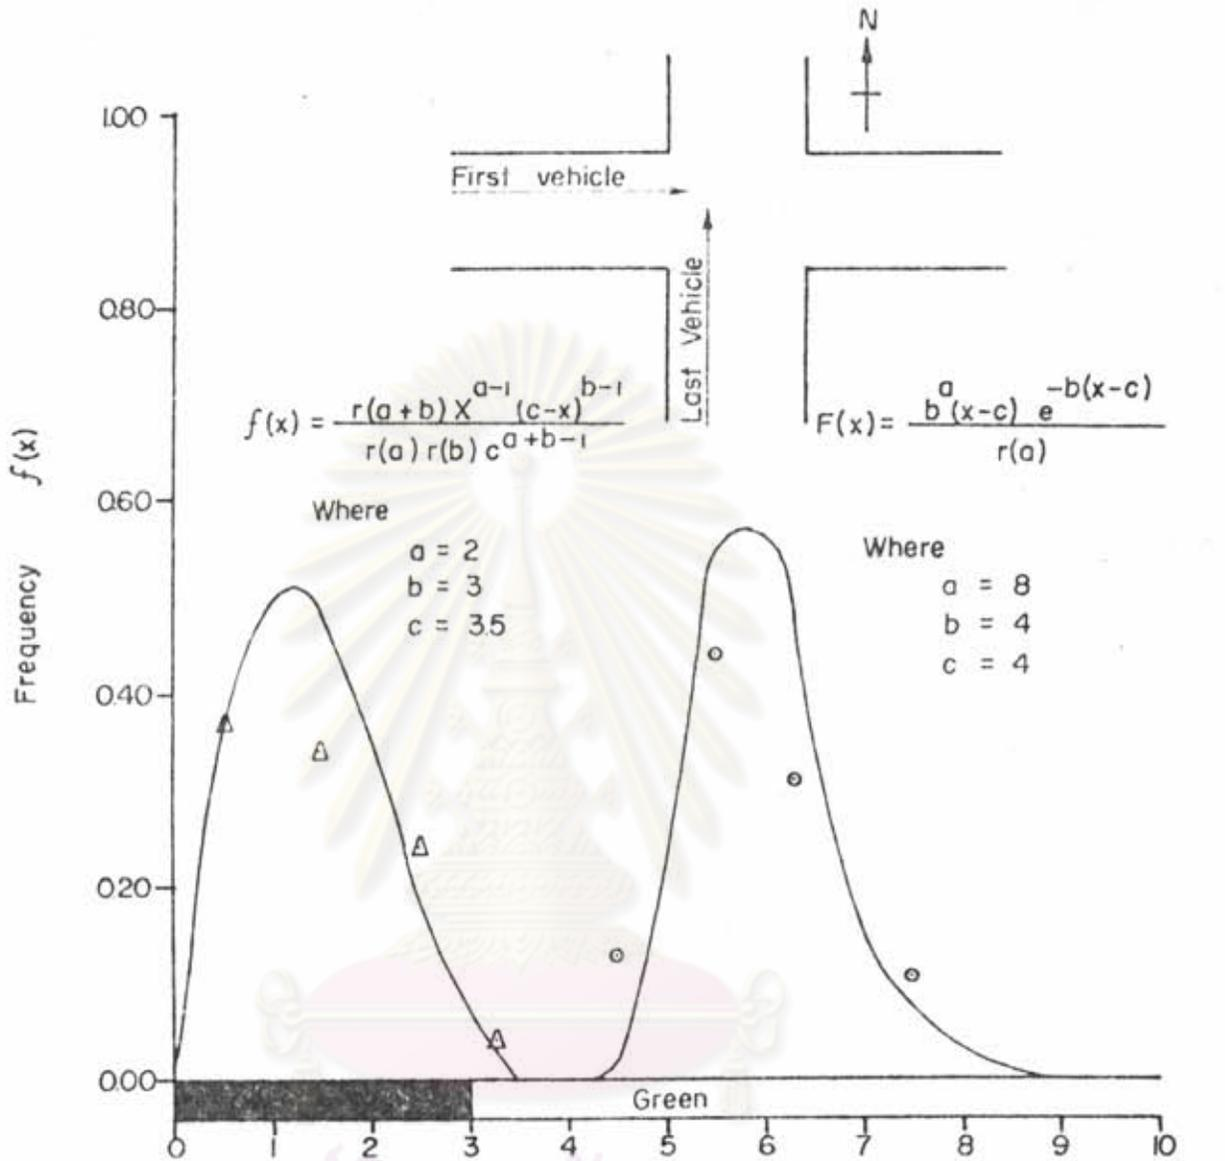 N
1.00
First vehicle
0.80
Last Vehicle
f(x) = r(a+b) X^a-1 (c-x)^b-1 / r(a) r(b) c^a+b-1
F(x) = b^a (x-c) e^-b(x-c) / r(a)
f(x)
Frequency
0.60
Where
a = 2
b = 3
c = 3.5
Where
a = 8
b = 4
c = 4
0.40
0.20
0.00
Green
0 1 2 3 4 5 6 7 8 9 10